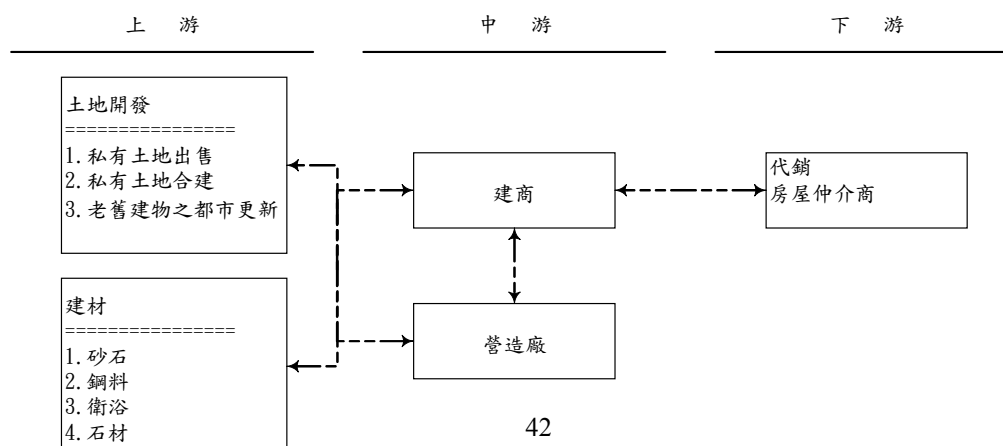 上 游
中 游
下 游
土地開發
================
1.私有土地出售
2.私有土地合建
3.老舊建物之都市更新
建商
代銷
房屋仲介商
建材
================
1.砂石
2.鋼料
3.衛浴
4.石材
營造廠
42